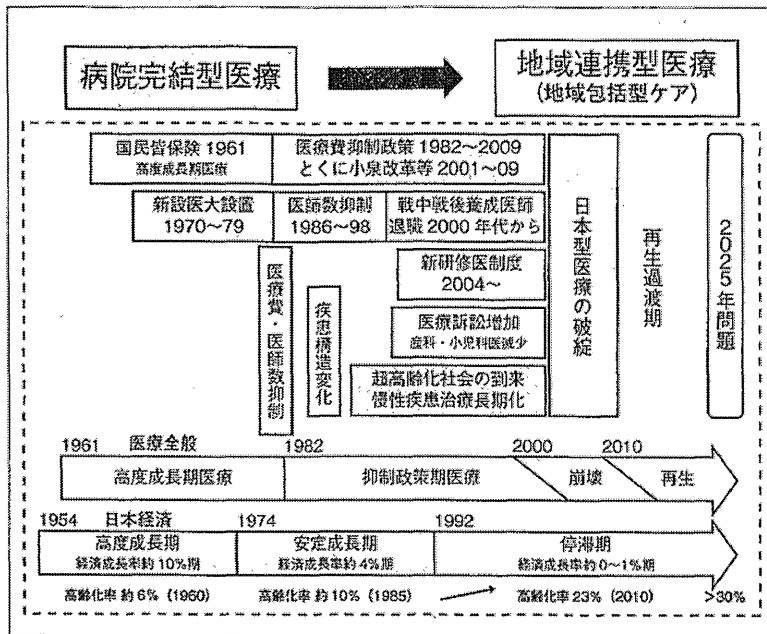 病院完結型医療
地域連携型医療
(地域包括型ケア)
国民皆保険 1961
高度成長期医療
医療費抑制政策 1982～2009
とくに小泉改革等 2001～09
新設医大設置
1970～79
医師数抑制
1986～98
戦中戦後養成医師
退職 2000 年代から
新研修医制度
2004～
医療訴訟増加
産科・小児科医減少
超高齢化社会の到来
慢性疾患治療長期化
医療費・医師数抑制
疾患構造変化
日本型医療の破綻
再生過渡期
2025年問題
1961 医療全般 1982 2000 2010
高度成長期医療 抑制政策期医療 崩壊 再生
1954 日本経済 1974 1992
高度成長期 安定成長期 停滞期
経済成長率約 10%期 経済成長率約 4%期 経済成長率約 0～1%期
高齢化率 約 6% (1960) 高齢化率 約 10% (1985) 高齢化率 23% (2010) >30%